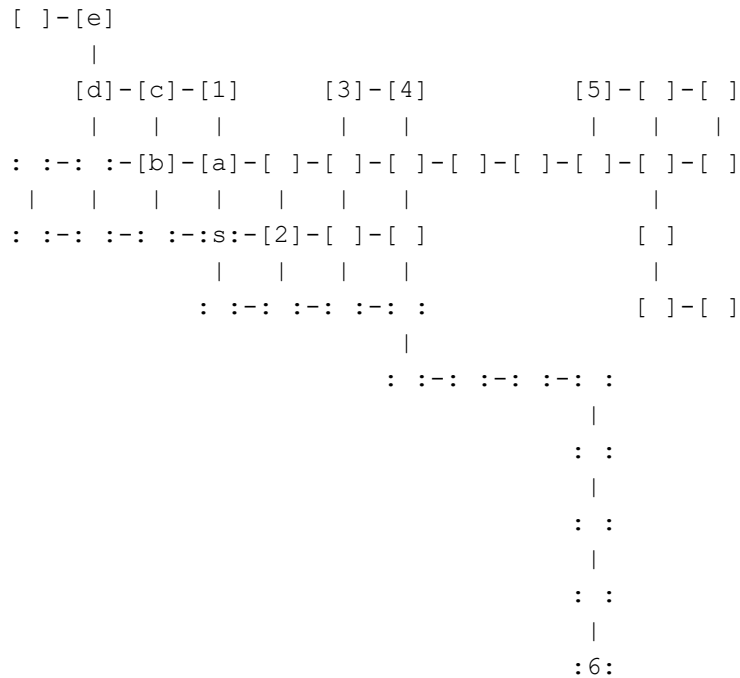 [ ]-[e]
     |
    [d]-[c]-[1]     [3]-[4]         [5]-[ ]-[ ]
     |   |   |       |   |           |   |   |
: :-: :-[b]-[a]-[ ]-[ ]-[ ]-[ ]-[ ]-[ ]-[ ]-[ ]
 |   |   |   |   |   |   |               |
: :-: :-: :-:s:-[2]-[ ]-[ ]             [ ]
             |   |   |   |               |
            : :-: :-: :-: :             [ ]-[ ]
                         |
                        : :-: :-: :-: :
                                     |
                                    : :
                                     |
                                    : :
                                     |
                                    : :
                                     |
                                    :6: